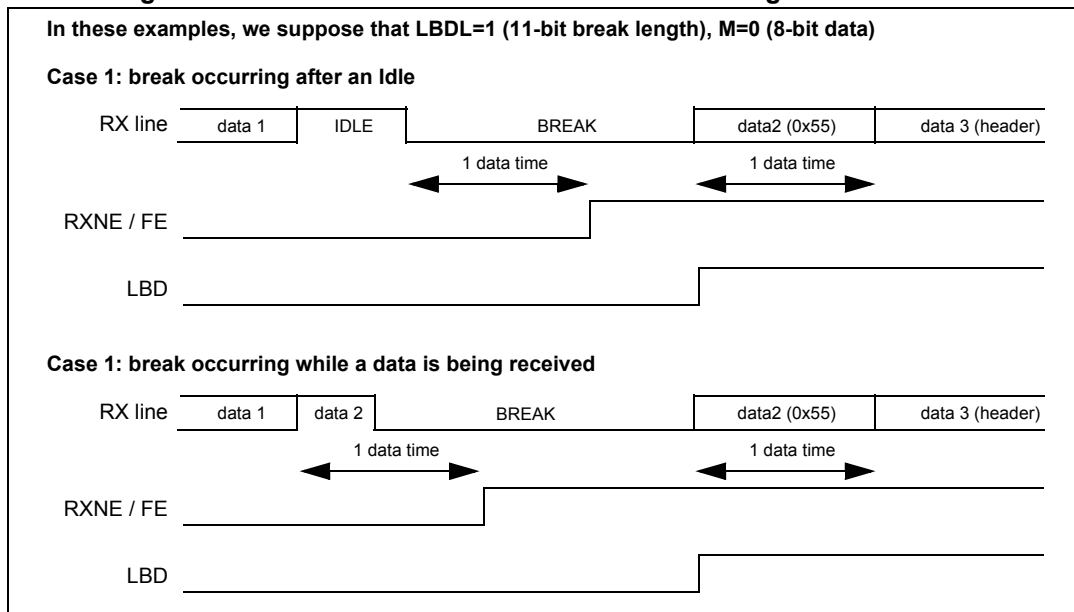 In these examples, we suppose that LBDL=1 (11-bit break length), M=0 (8-bit data)
Case 1: break occurring after an Idle
RX line data 1 IDLE BREAK data2 (0x55) data 3 (header)
1 data time 1 data time
RXNE / FE
LBD
Case 1: break occurring while a data is being received
RX line data 1 data 2 BREAK data2 (0x55) data 3 (header)
1 data time 1 data time
RXNE / FE
LBD